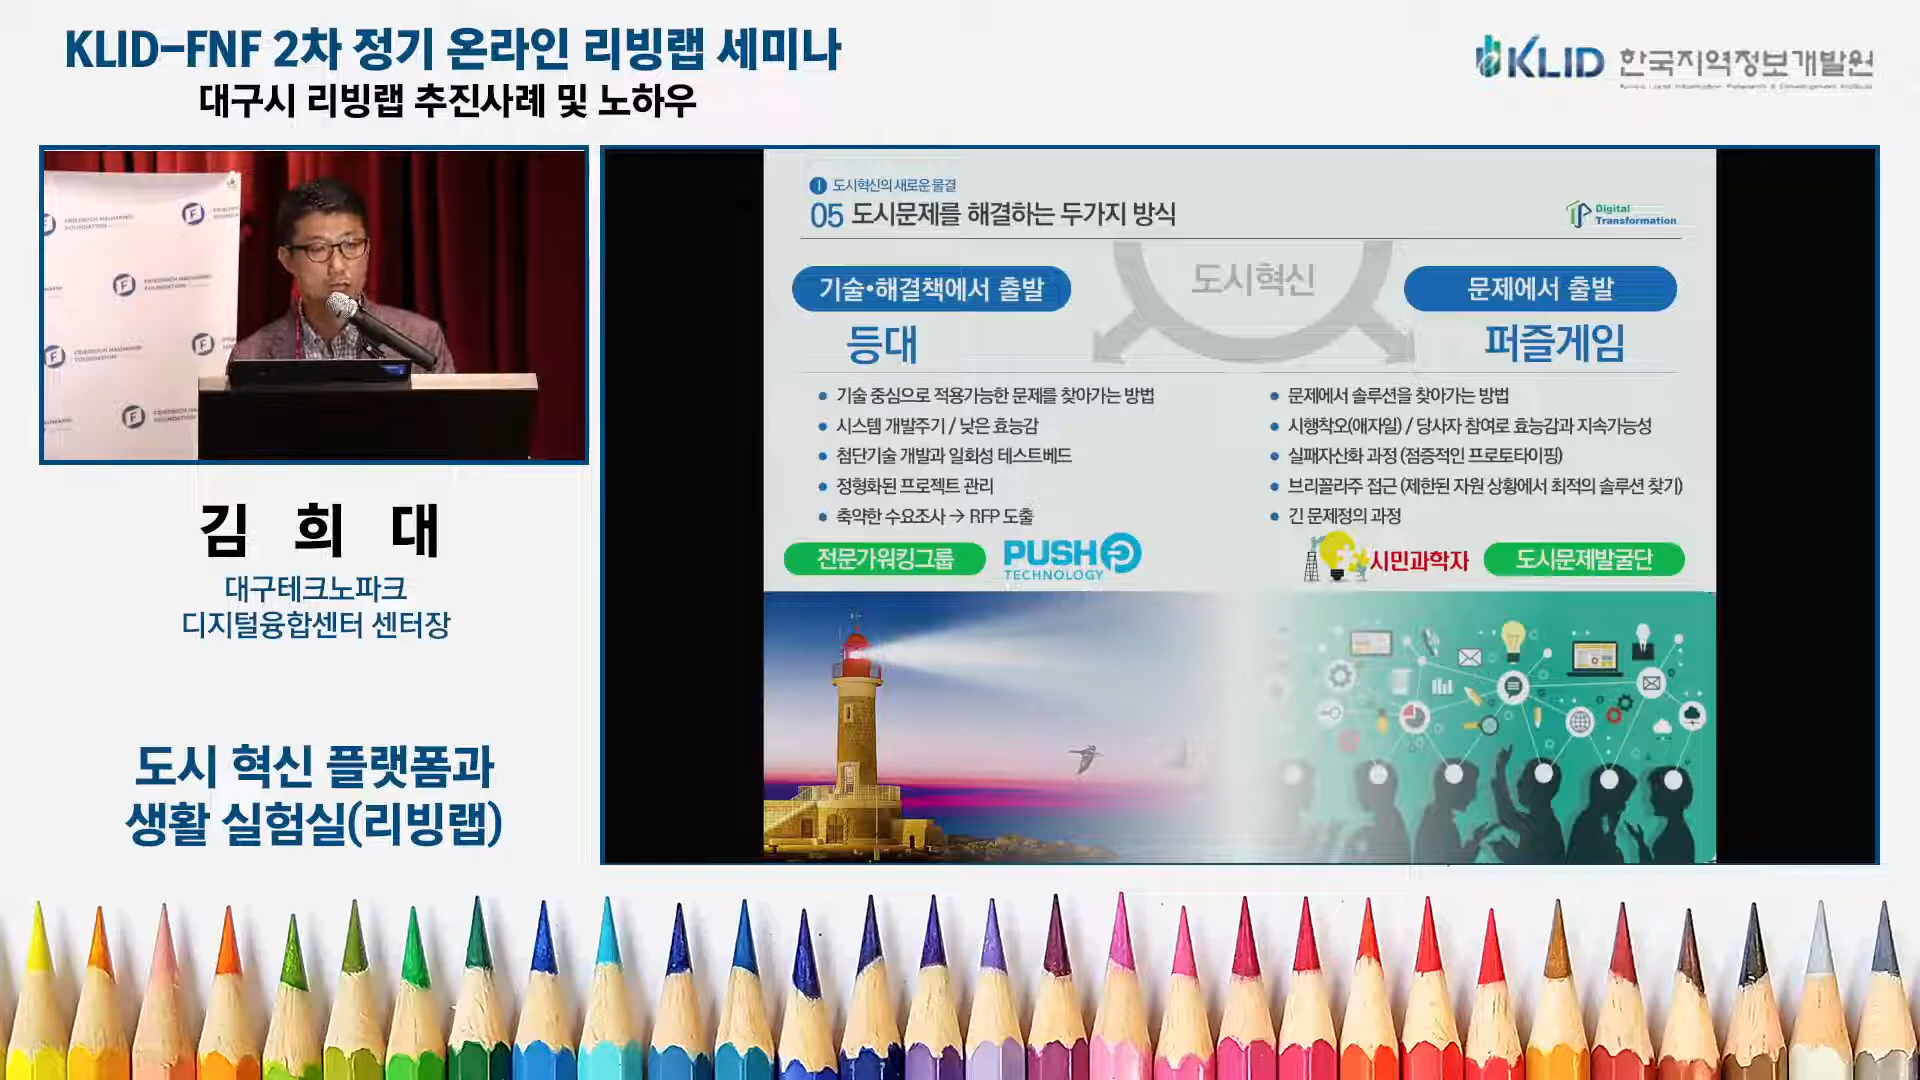 KLID-FNF 2차 정기 온라인 리빙랩 세미나
대구시 리빙랩 추진사례 및 노하우
KLID 한국지역정보개발원
김 희 대
대구테크노파크
디지털융합센터 센터장
도시 혁신 플랫폼과
생활 실험실(리빙랩)
I 도시혁신의 새로운 물결
05 도시문제를 해결하는 두가지 방식
Digital
Transformation
도시혁신
기술•해결책에서 출발
등대
• 기술 중심으로 적용가능한 문제를 찾아가는 방법
• 시스템 개발주기 / 낮은 효능감
• 첨단기술 개발과 일회성 테스트베드
• 정형화된 프로젝트 관리
• 축약한 수요조사 → RFP 도출
전문가워킹그룹
PUSH
TECHNOLOGY
문제에서 출발
퍼즐게임
• 문제에서 솔루션을 찾아가는 방법
• 시행착오(애자일) / 당사자 참여로 효능감과 지속가능성
• 실패자산화 과정 (점증적인 프로토타이핑)
• 브리꼴라주 접근 (제한된 자원 상황에서 최적의 솔루션 찾기)
• 긴 문제정의 과정
시민과학자
도시문제발굴단